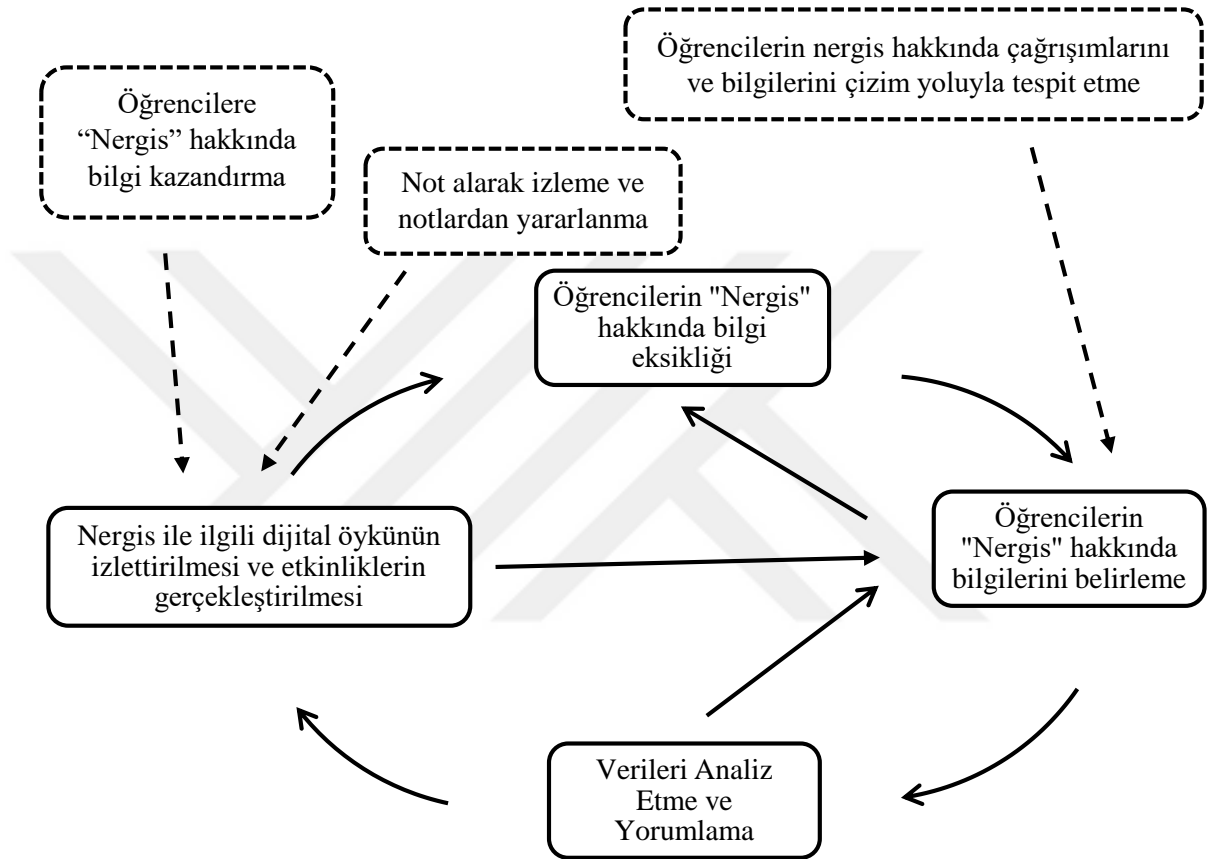 Öğrencilerin nergis hakkında çağrışımlarını
ve bilgilerini çizim yoluyla tespit etme
Öğrencilere
“Nergis” hakkında
bilgi kazandırma
Not alarak izleme ve
notlardan yararlanma
Öğrencilerin "Nergis"
hakkında bilgi
eksikliği
Nergis ile ilgili dijital öykünün
izlettirilmesi ve etkinliklerin
gerçekleştirilmesi
Öğrencilerin
"Nergis" hakkında
bilgilerini belirleme
Verileri Analiz
Etme ve
Yorumlama